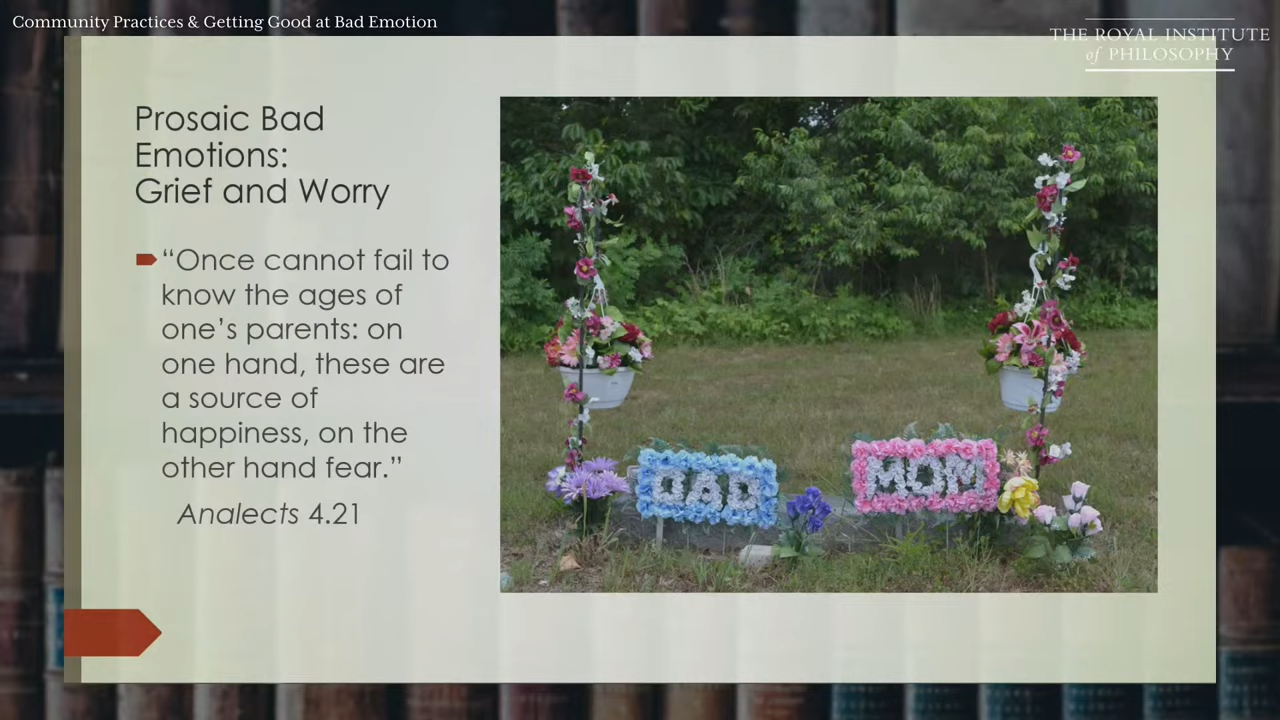 Community Practices & Getting Good at Bad Emotion
THE ROYAL INSTITUTE
of PHILOSOPHY
Prosaic Bad
Emotions:
Grief and Worry
“Once cannot fail to
know the ages of
one’s parents: on
one hand, these are
a source of
happiness, on the
other hand fear.”
Analects 4.21
DAD
MOM